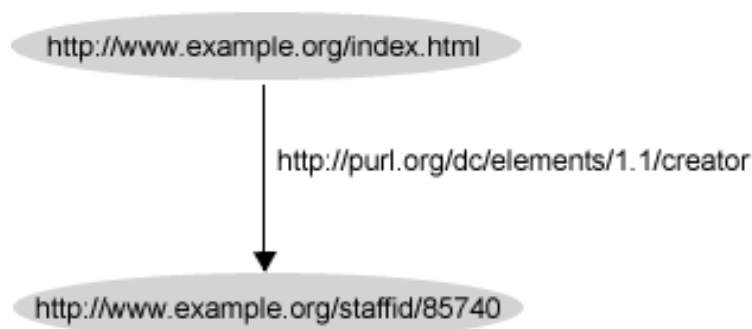 http://www.example.org/index.html
http://purl.org/dc/elements/1.1/creator
http://www.example.org/staffid/85740